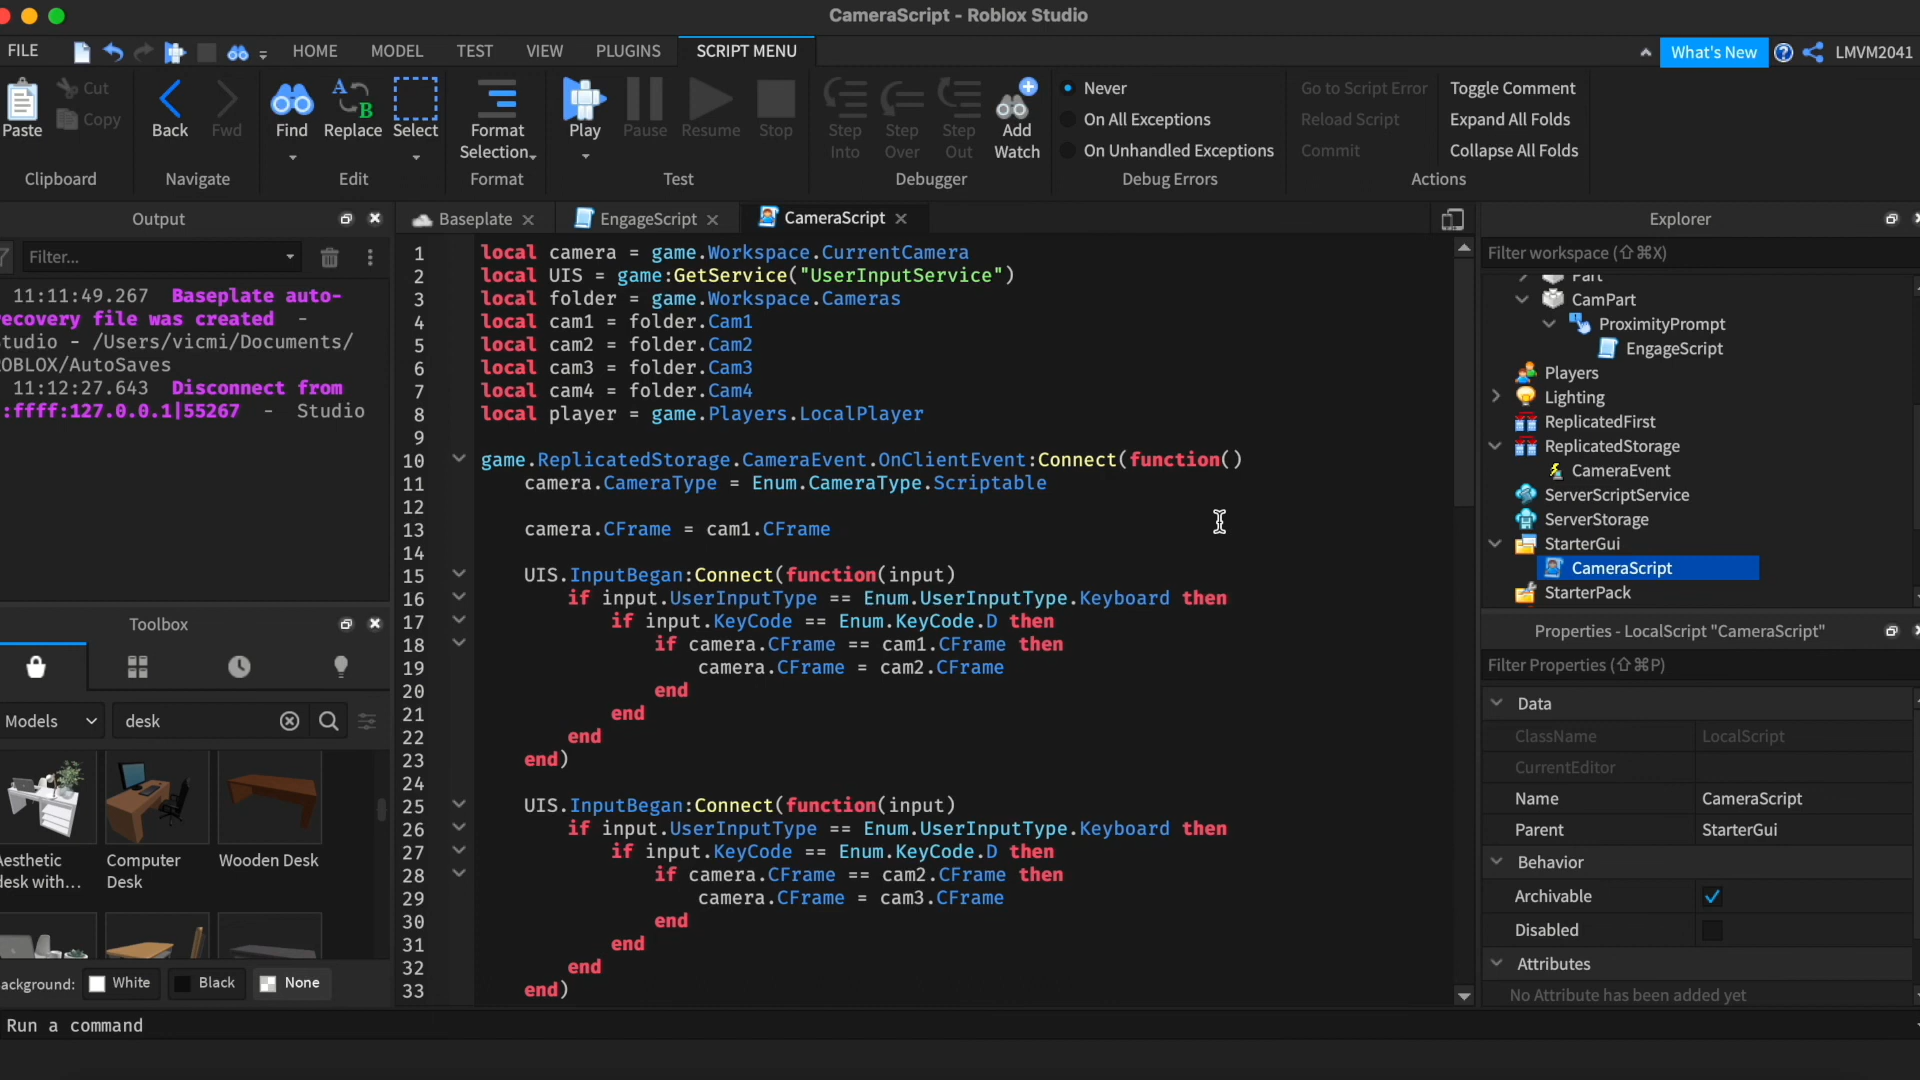 CameraScript - Roblox Studio
FILE HOME MODEL TEST VIEW PLUGINS SCRIPT MENU What's New LMVM2041
Paste Cut Copy
Clipboard
Back Fwd
Navigate
Find Replace Select
Edit
Format Selection
Format
Play Pause Resume Stop
Test
Step Into Step Over Step Out Add Watch
Debugger
Never
On All Exceptions
On Unhandled Exceptions
Debug Errors
Go to Script Error
Reload Script
Commit
Toggle Comment
Expand All Folds
Collapse All Folds
Actions
Output
Filter...
11:11:49.267 Baseplate auto-
ecovery file was created -
tudio - /Users/vicmi/Documents/
OBLOX/AutoSaves
11:12:27.643 Disconnect from
:ffff:127.0.0.1|55267 - Studio
Toolbox
Models desk
Aesthetic
desk with...
Computer
Desk
Wooden Desk
ackground: White Black None
Run a command
Baseplate EngageScript CameraScript
1 local camera = game.Workspace.CurrentCamera
2 local UIS = game:GetService("UserInputService")
3 local folder = game.Workspace.Cameras
4 local cam1 = folder.Cam1
5 local cam2 = folder.Cam2
6 local cam3 = folder.Cam3
7 local cam4 = folder.Cam4
8 local player = game.Players.LocalPlayer
9
10 game.ReplicatedStorage.CameraEvent.OnClientEvent:Connect(function()
11 camera.CameraType = Enum.CameraType.Scriptable
12
13 camera.CFrame = cam1.CFrame
14
15 UIS.InputBegan:Connect(function(input)
16 if input.UserInputType == Enum.UserInputType.Keyboard then
17 if input.KeyCode == Enum.KeyCode.D then
18 if camera.CFrame == cam1.CFrame then
19 camera.CFrame = cam2.CFrame
20 end
21 end
22 end
23 end)
24
25 UIS.InputBegan:Connect(function(input)
26 if input.UserInputType == Enum.UserInputType.Keyboard then
27 if input.KeyCode == Enum.KeyCode.D then
28 if camera.CFrame == cam2.CFrame then
29 camera.CFrame = cam3.CFrame
30 end
31 end
32 end
33 end)
Explorer
Filter workspace (⇧⌘X)
Part
CamPart
ProximityPrompt
EngageScript
Players
Lighting
ReplicatedFirst
ReplicatedStorage
CameraEvent
ServerScriptService
ServerStorage
StarterGui
CameraScript
StarterPack
Properties - LocalScript "CameraScript"
Filter Properties (⇧⌘P)
Data
ClassName LocalScript
CurrentEditor
Name CameraScript
Parent StarterGui
Behavior
Archivable
Disabled
Attributes
No Attribute has been added yet